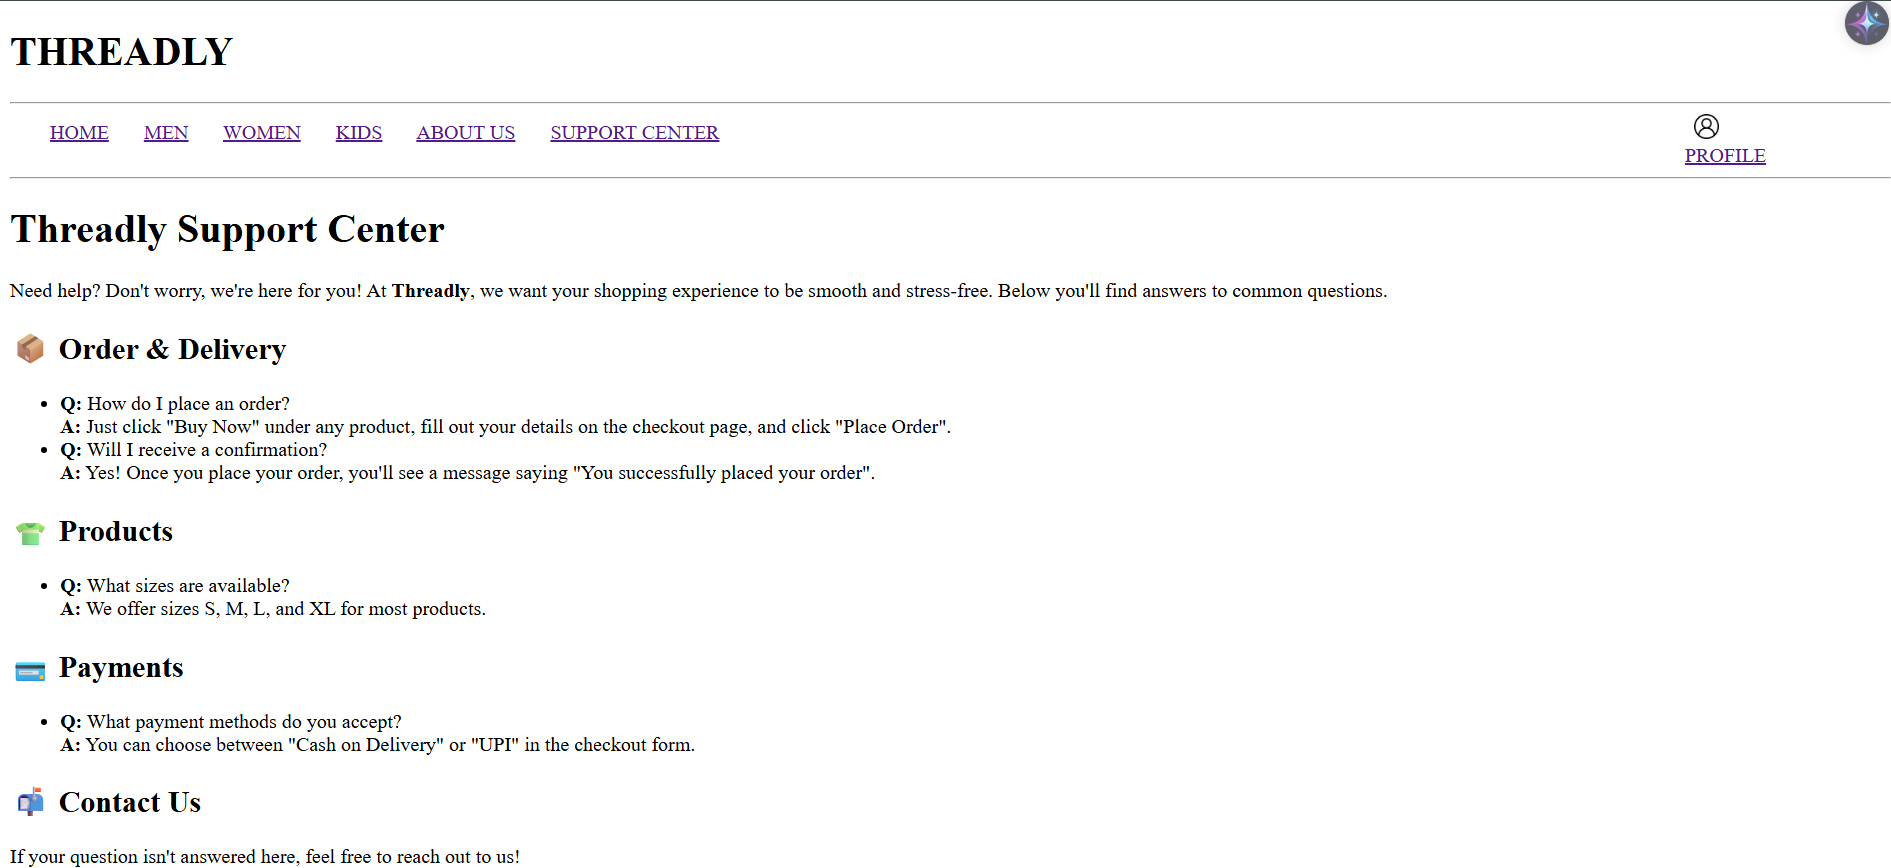 THREADLY
HOME MEN WOMEN KIDS ABOUT US SUPPORT CENTER
PROFILE
Threadly Support Center
Need help? Don't worry, we're here for you! At Threadly, we want your shopping experience to be smooth and stress-free. Below you'll find answers to common questions.
Order & Delivery
• Q: How do I place an order?
A: Just click "Buy Now" under any product, fill out your details on the checkout page, and click "Place Order".
• Q: Will I receive a confirmation?
A: Yes! Once you place your order, you'll see a message saying "You successfully placed your order".
Products
• Q: What sizes are available?
A: We offer sizes S, M, L, and XL for most products.
Payments
• Q: What payment methods do you accept?
A: You can choose between "Cash on Delivery" or "UPI" in the checkout form.
Contact Us
If your question isn't answered here, feel free to reach out to us!